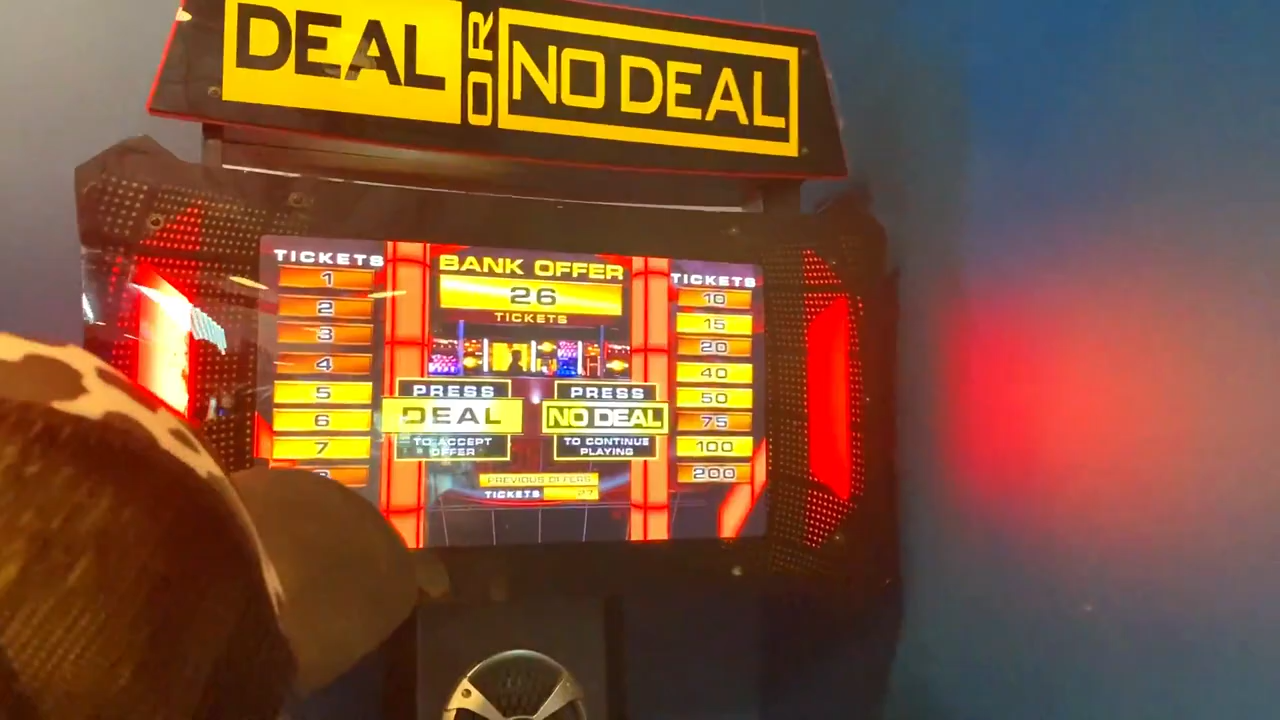 DEAL
OR
NO DEAL
TICKETS
1
2
3
4
5
6
7
BANK OFFER
26
TICKETS
PRESS
DEAL
TO ACCEPT
OFFER
PRESS
NO DEAL
TO CONTINUE
PLAYING
PREVIOUS OFFERS
TICKETS 27
TICKETS
10
15
20
40
50
75
100
200